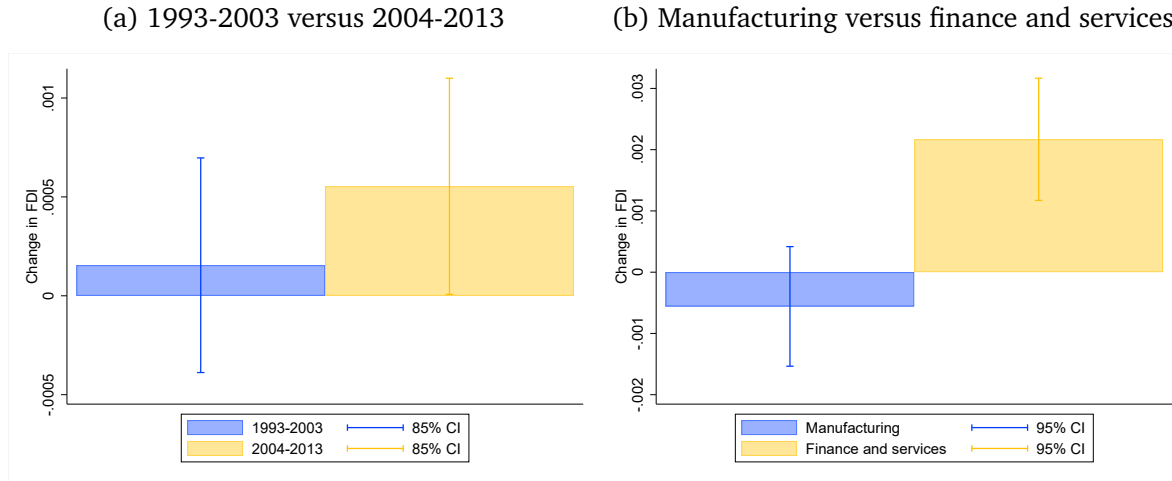 (a) 1993-2003 versus 2004-2013
Change in FDI
.001
.0005
0
-.0005
1993-2003 85% CI
2004-2013 85% CI
(b) Manufacturing versus finance and services
Change in FDI
.003
.002
.001
0
-.001
-.002
Manufacturing 95% CI
Finance and services 95% CI